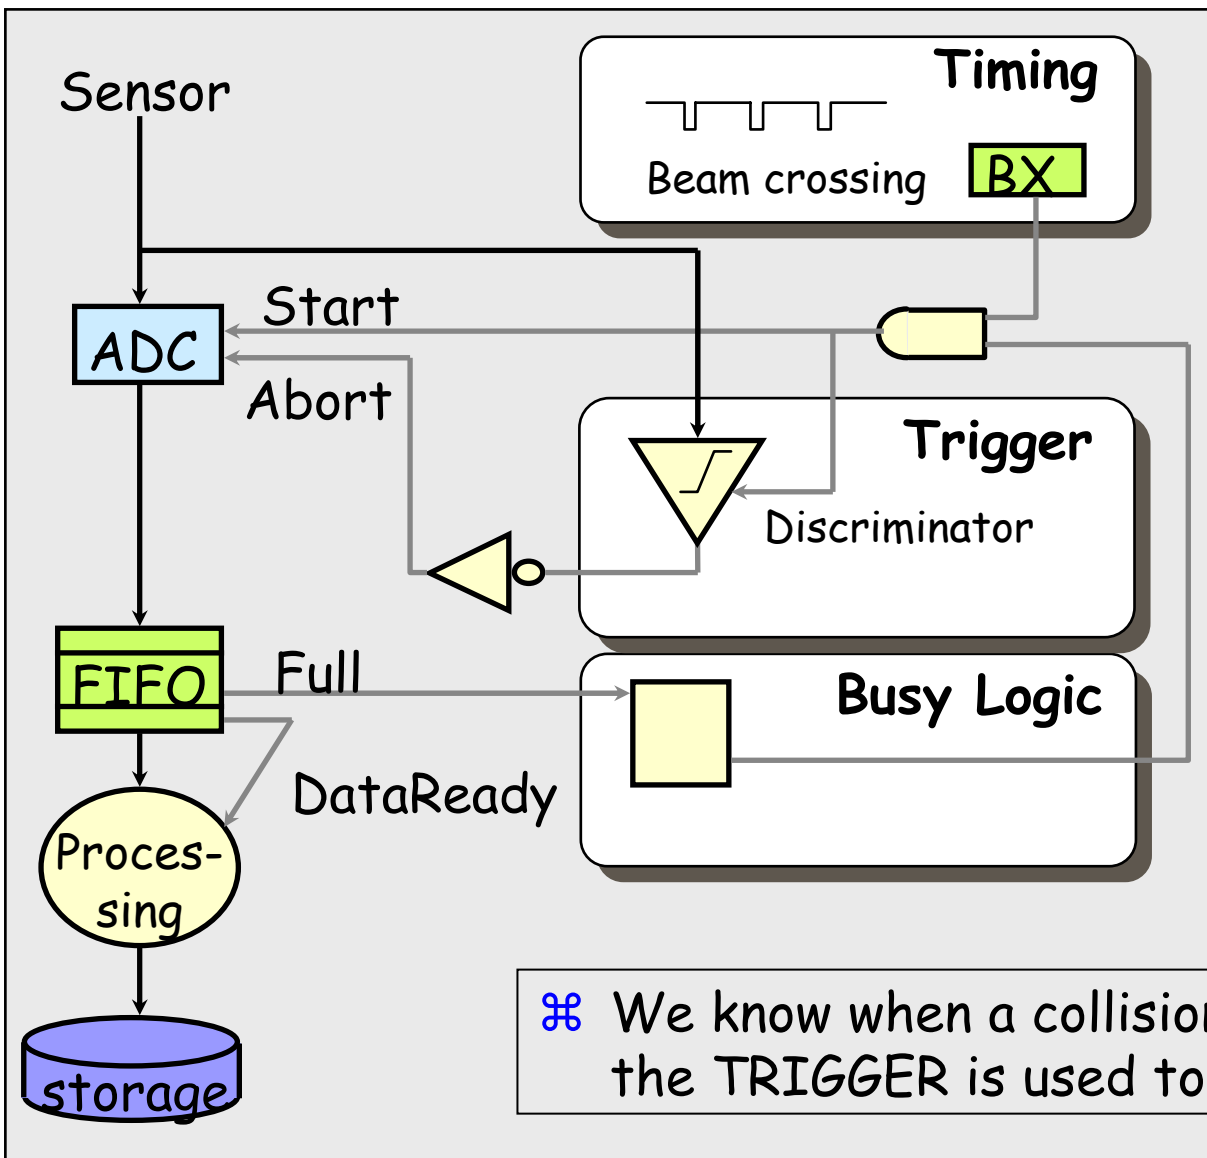 Sensor
Timing
Beam crossing
BX
Start
ADC
Abort
Trigger
Discriminator
FIFO
Full
Busy Logic
DataReady
Proces-
sing
storage
⌘ We know when a collision
the TRIGGER is used to